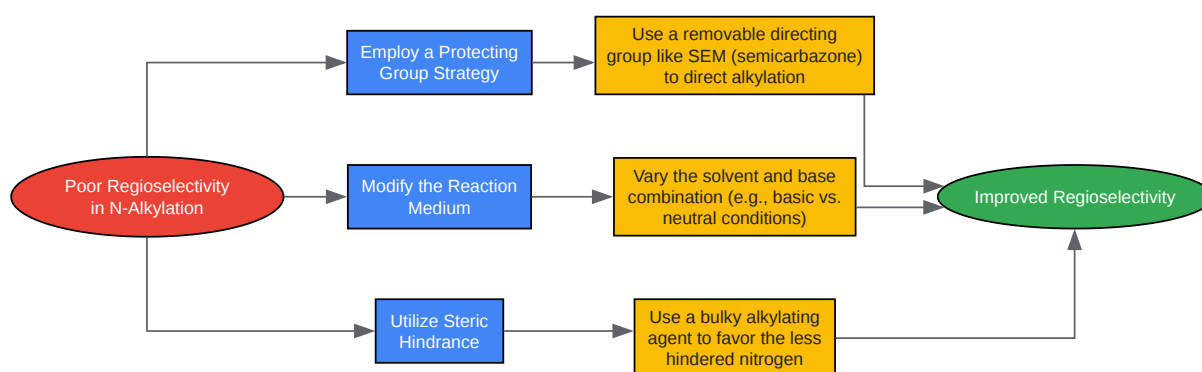 Poor Regioselectivity
in N-Alkylation
Employ a Protecting
Group Strategy
Use a removable directing
group like SEM (semicarbazone)
to direct alkylation
Modify the Reaction
Medium
Vary the solvent and base
combination (e.g., basic vs.
neutral conditions)
Utilize Steric
Hindrance
Use a bulky alkylating
agent to favor the less
hindered nitrogen
Improved Regioselectivity